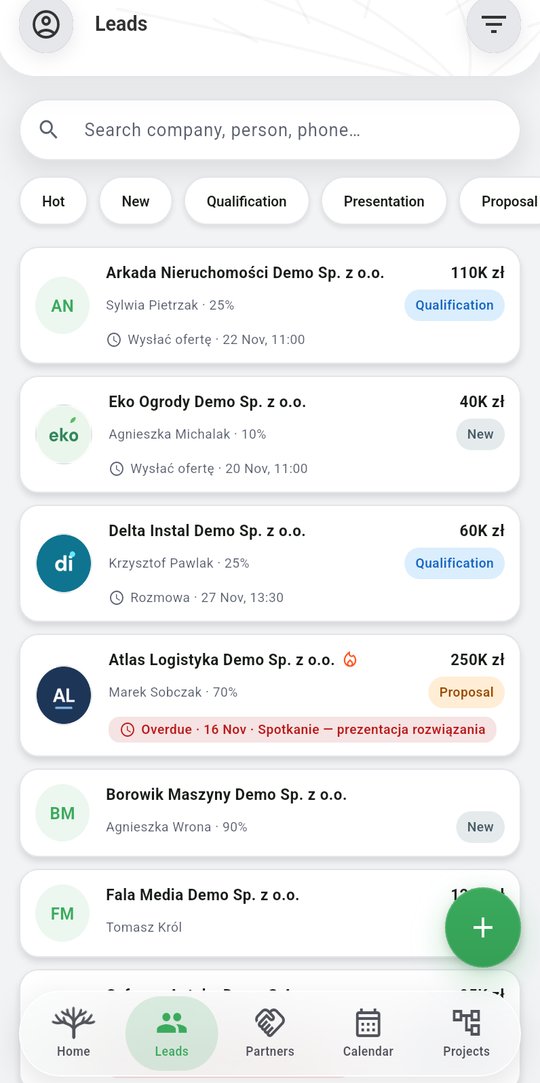 Leads
Search company, person, phone…
Hot New Qualification Presentation Proposal
Arkada Nieruchomości Demo Sp. z o.o. 110K zł
AN
Sylwia Pietrzak · 25% Qualification
Wysłać ofertę · 22 Nov, 11:00
Eko Ogrody Demo Sp. z o.o. 40K zł
eko
Agnieszka Michalak · 10% New
Wysłać ofertę · 20 Nov, 11:00
Delta Instal Demo Sp. z o.o. 60K zł
di
Krzysztof Pawlak · 25% Qualification
Rozmowa · 27 Nov, 13:30
Atlas Logistyka Demo Sp. z o.o. 250K zł
AL
Marek Sobczak · 70% Proposal
Overdue · 16 Nov · Spotkanie — prezentacja rozwiązania
Borowik Maszyny Demo Sp. z o.o.
BM
Agnieszka Wrona · 90% New
Fala Media Demo Sp. z o.o.
FM
Tomasz Król
Home Leads Partners Calendar Projects